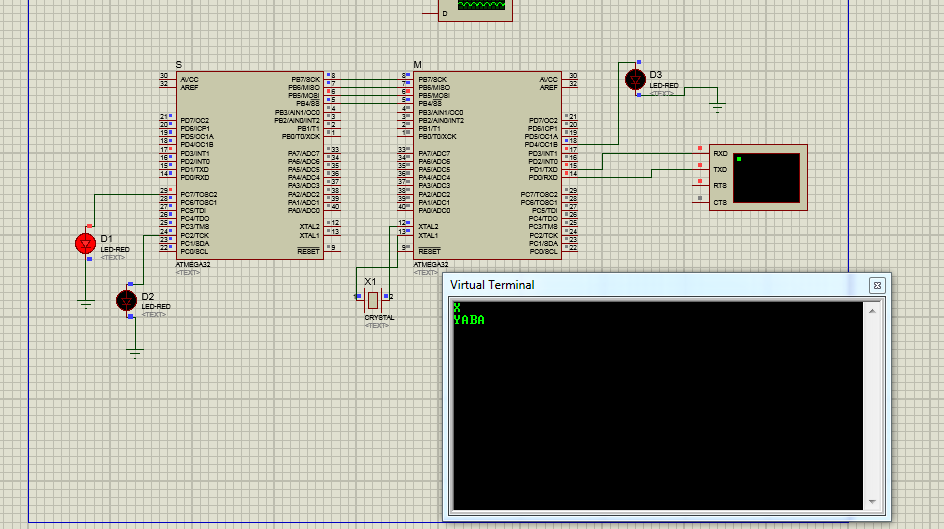 D
S
30 AVCC
32 AREF
21 PD7/OC2
20 PD6/ICP1
19 PD5/OC1A
18 PD4/OC1B
17 PD3/INT1
16 PD2/INT0
15 PD1/TXD
14 PD0/RXD
29 PC7/TOSC2
28 PC6/TOSC1
27 PC5/TDI
26 PC4/TDO
25 PC3/TMS
24 PC2/TCK
23 PC1/SDA
22 PC0/SCL
PB7/SCK 8
PB6/MISO 7
PB5/MOSI 6
PB4/SS 5
PB3/AIN1/OC0 4
PB2/AIN0/INT2 3
PB1/T1 2
PB0/T0/XCK 1
PA7/ADC7 33
PA6/ADC6 34
PA5/ADC5 35
PA4/ADC4 36
PA3/ADC3 37
PA2/ADC2 38
PA1/ADC1 39
PA0/ADC0 40
XTAL2 12
XTAL1 13
RESET 9
ATMEGA32
<TEXT>
M
8 PB7/SCK
7 PB6/MISO
6 PB5/MOSI
5 PB4/SS
4 PB3/AIN1/OC0
3 PB2/AIN0/INT2
2 PB1/T1
1 PB0/T0/XCK
33 PA7/ADC7
34 PA6/ADC6
35 PA5/ADC5
36 PA4/ADC4
37 PA3/ADC3
38 PA2/ADC2
39 PA1/ADC1
40 PA0/ADC0
12 XTAL2
13 XTAL1
9 RESET
AVCC 30
AREF 32
PD7/OC2 21
PD6/ICP1 20
PD5/OC1A 19
PD4/OC1B 18
PD3/INT1 17
PD2/INT0 16
PD1/TXD 15
PD0/RXD 14
PC7/TOSC2 29
PC6/TOSC1 28
PC5/TDI 27
PC4/TDO 26
PC3/TMS 25
PC2/TCK 24
PC1/SDA 23
PC0/SCL 22
ATMEGA32
<TEXT>
D3
LED-RED
<TEXT>
RXD
TXD
RTS
CTS
D1
LED-RED
<TEXT>
D2
LED-RED
<TEXT>
X1
1 2
CRYSTAL
<TEXT>
Virtual Terminal
X
YABA